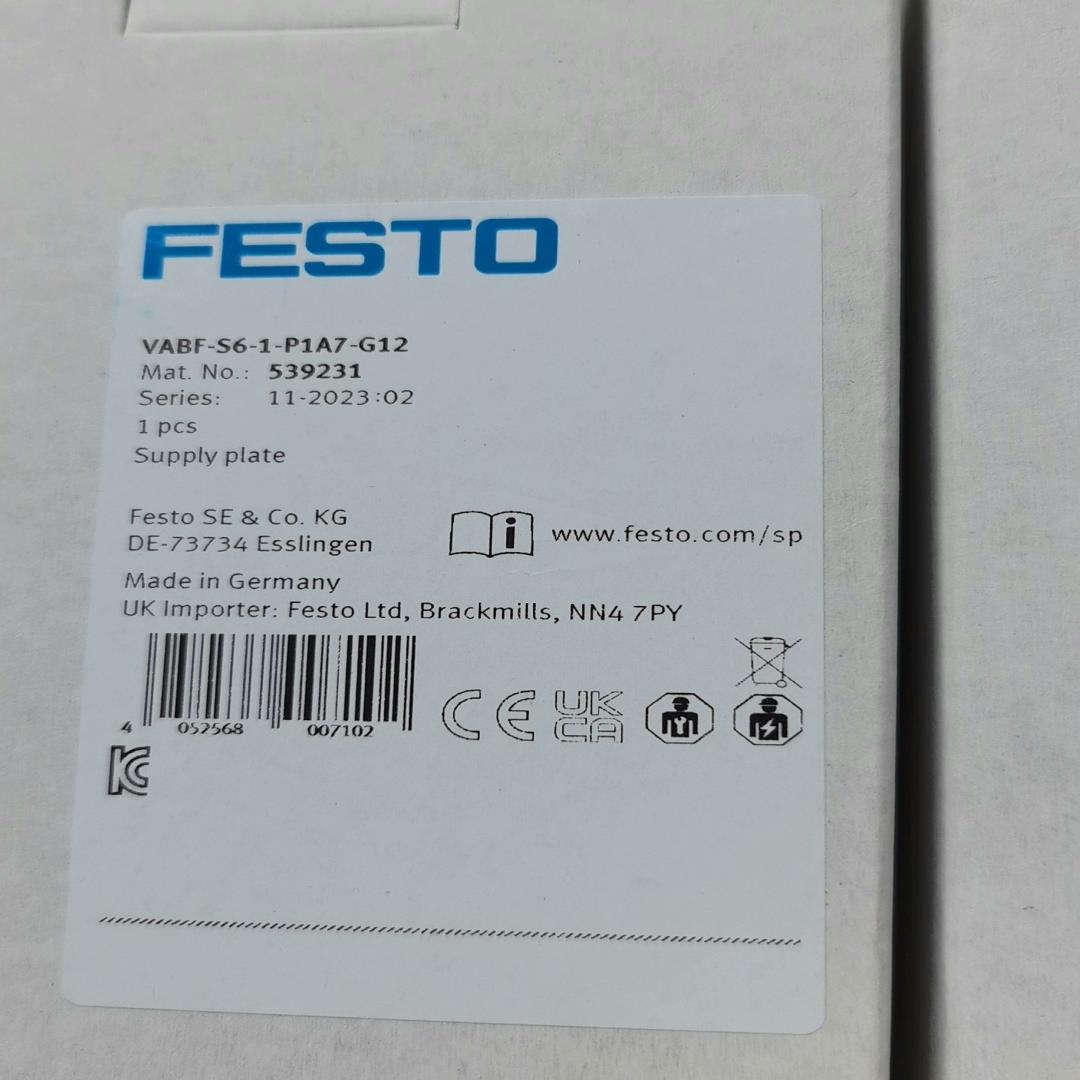 FESTO
VABF-S6-1-P1A7-G12
Mat. No.: 539231
Series: 11-2023:02
1 pcs
Supply plate
Festo SE & Co. KG
DE-73734 Esslingen
i www.festo.com/sp
Made in Germany
UK Importer: Festo Ltd, Brackmills, NN4 7PY
4 052568 007102
CE UK
CA
KC